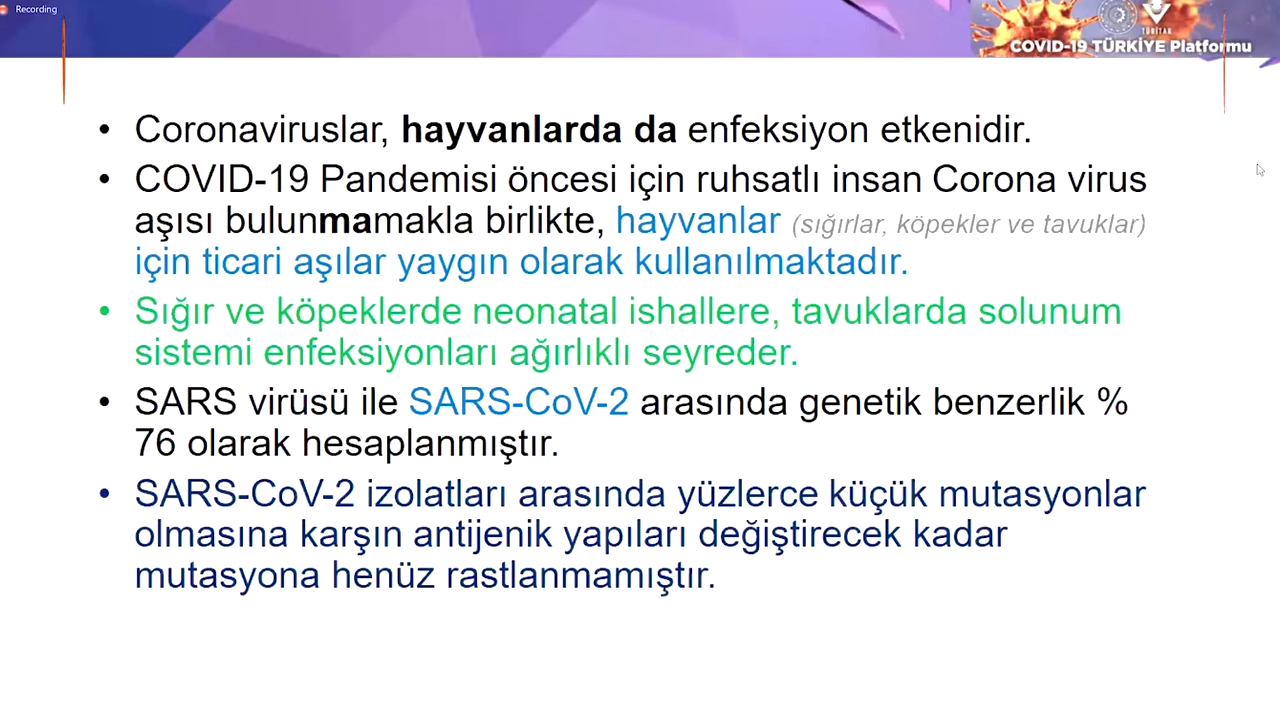 Recording
TÜBİTAK
COVID-19 TÜRKİYE Platformu
• Coronaviruslar, hayvanlarda da enfeksiyon etkenidir.
• COVID-19 Pandemisi öncesi için ruhsatlı insan Corona virus
aşısı bulunmamakla birlikte, hayvanlar (sığırlar, köpekler ve tavuklar)
için ticari aşılar yaygın olarak kullanılmaktadır.
• Sığır ve köpeklerde neonatal ishallere, tavuklarda solunum
sistemi enfeksiyonları ağırlıklı seyreder.
• SARS virüsü ile SARS-CoV-2 arasında genetik benzerlik %
76 olarak hesaplanmıştır.
• SARS-CoV-2 izolatları arasında yüzlerce küçük mutasyonlar
olmasına karşın antijenik yapıları değiştirecek kadar
mutasyona henüz rastlanmamıştır.